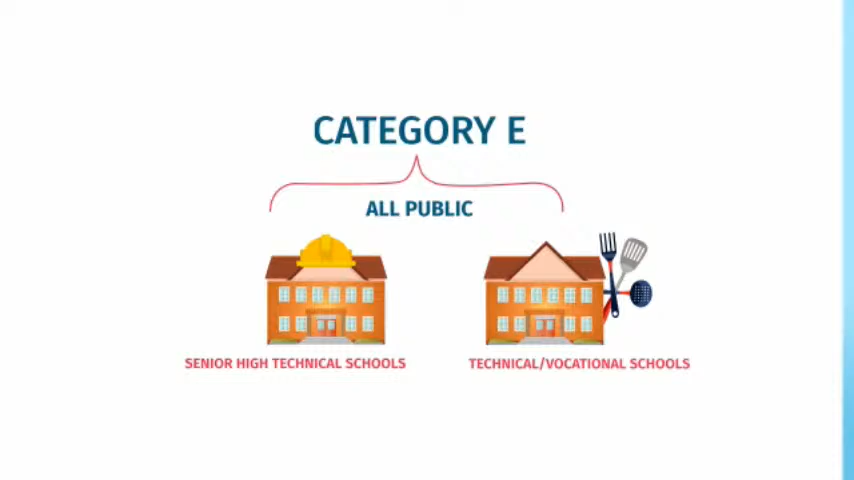 CATEGORY E
ALL PUBLIC
SENIOR HIGH TECHNICAL SCHOOLS
TECHNICAL/VOCATIONAL SCHOOLS